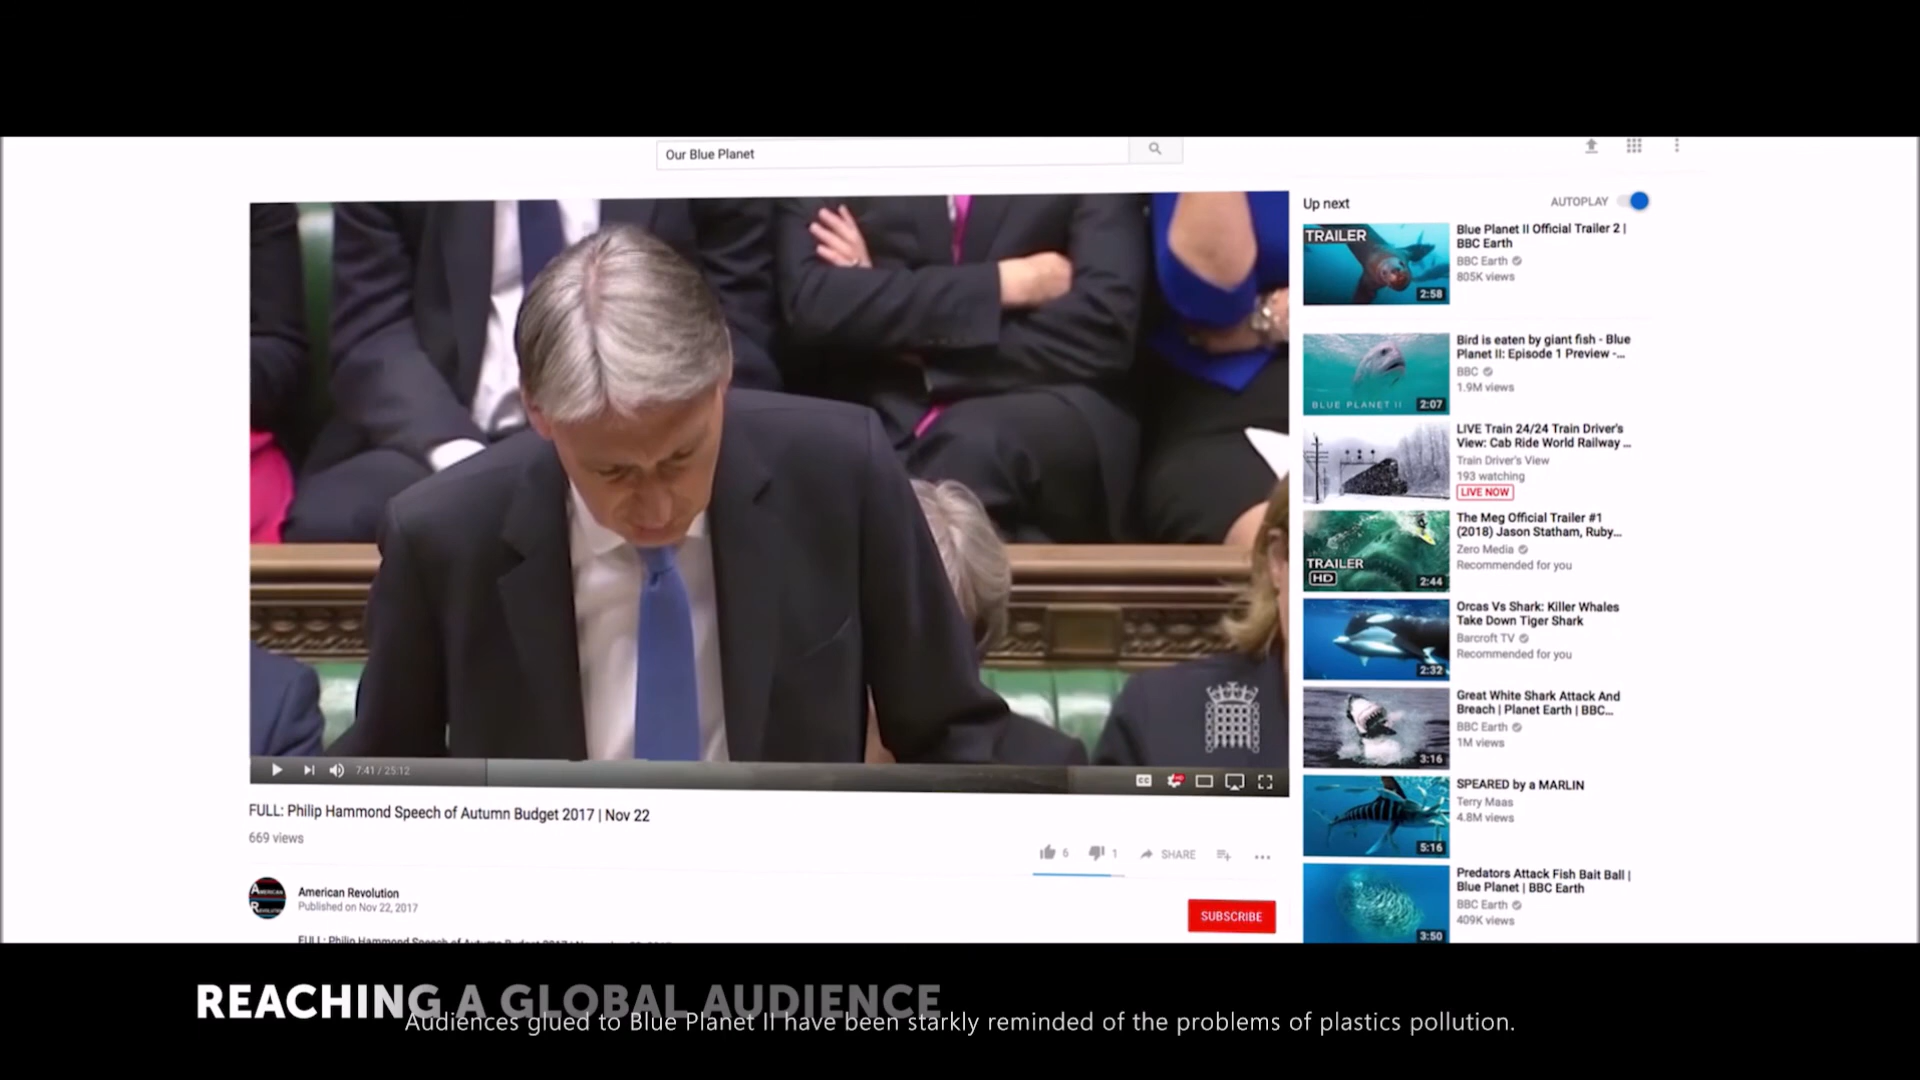 Our Blue Planet
Up next
AUTOPLAY
TRAILER
2:58
Blue Planet II Official Trailer 2 |
BBC Earth
BBC Earth
805K views
BLUE PLANET II
2:07
Bird is eaten by giant fish - Blue
Planet II: Episode 1 Preview -...
BBC
1.9M views
LIVE Train 24/24 Train Driver's
View: Cab Ride World Railway ...
Train Driver's View
193 watching
LIVE NOW
TRAILER
HD
2:44
The Meg Official Trailer #1
(2018) Jason Statham, Ruby...
Zero Media
Recommended for you
2:32
Orcas Vs Shark: Killer Whales
Take Down Tiger Shark
Barcroft TV
Recommended for you
3:16
Great White Shark Attack And
Breach | Planet Earth | BBC...
BBC Earth
1M views
5:16
SPEARED by a MARLIN
Terry Maas
4.8M views
3:50
Predators Attack Fish Bait Ball |
Blue Planet | BBC Earth
BBC Earth
409K views
7:41 / 25:12
CC
FULL: Philip Hammond Speech of Autumn Budget 2017 | Nov 22
669 views
6
1
SHARE
American Revolution
Published on Nov 22, 2017
SUBSCRIBE
FULL: Philip Hammond Speech of Autumn Budget 2017 |
REACHING A GLOBAL AUDIENCE
Audiences glued to Blue Planet II have been starkly reminded of the problems of plastics pollution.